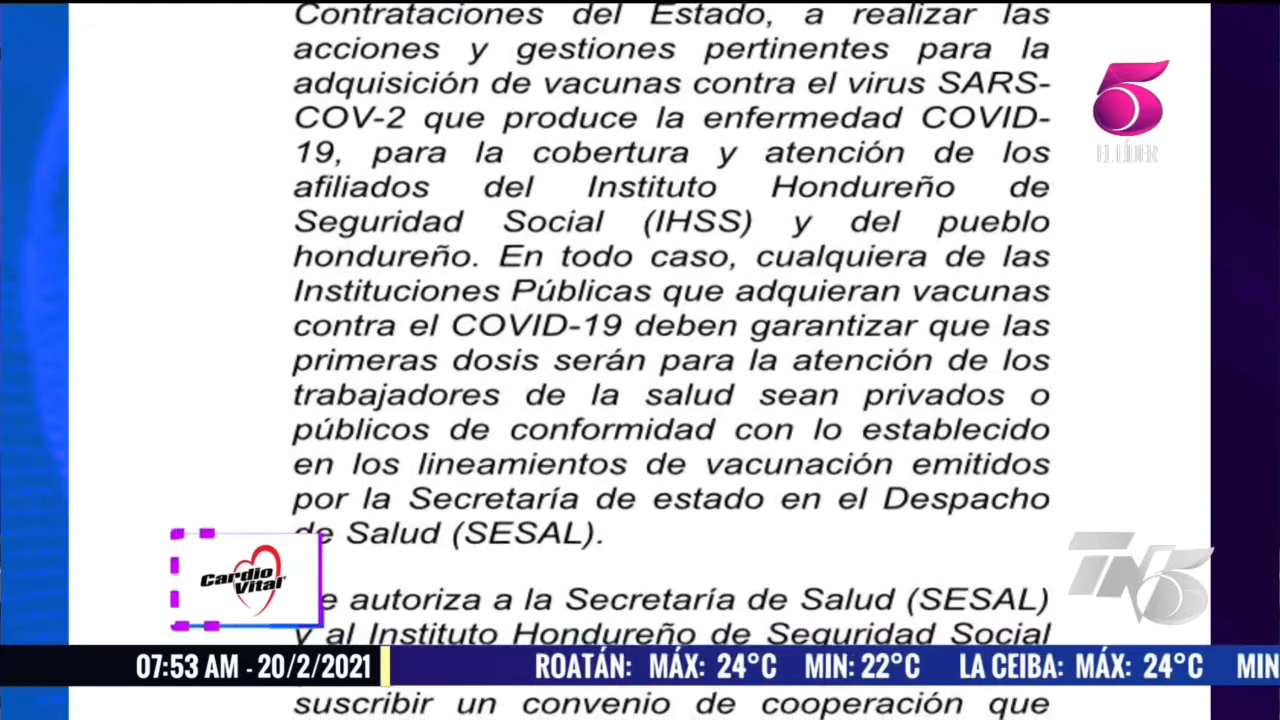 Contrataciones del Estado, a realizar las
acciones y gestiones pertinentes para la
adquisición de vacunas contra el virus SARS-
COV-2 que produce la enfermedad COVID-
19, para la cobertura y atención de los
afiliados del Instituto Hondureño de
Seguridad Social (IHSS) y del pueblo
hondureño. En todo caso, cualquiera de las
Instituciones Públicas que adquieran vacunas
contra el COVID-19 deben garantizar que las
primeras dosis serán para la atención de los
trabajadores de la salud sean privados o
públicos de conformidad con lo establecido
en los lineamientos de vacunación emitidos
por la Secretaría de estado en el Despacho
de Salud (SESAL).
e autoriza a la Secretaría de Salud (SESAL)
y al Instituto Hondureño de Seguridad Social
suscribir un convenio de cooperación que
5
EL LÍDER
Cardio
Vital
TN5
07:53 AM - 20/2/2021
ROATÁN: MÁX: 24°C MIN: 22°C LA CEIBA: MÁX: 24°C MIN